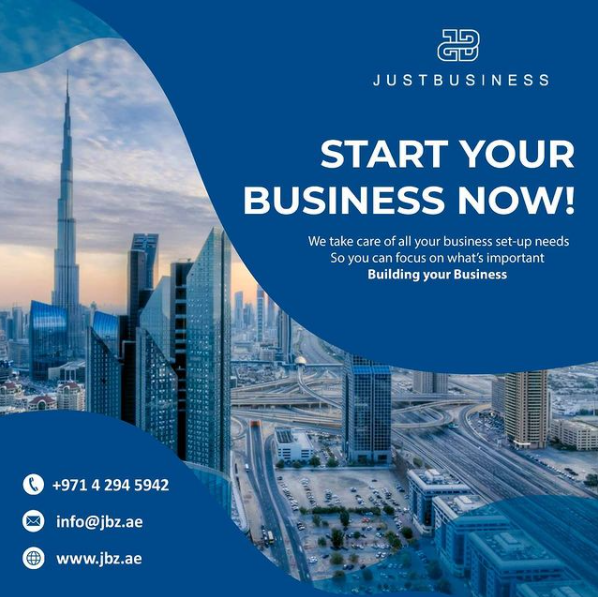 JUSTBUSINESS
START YOUR
BUSINESS NOW!
We take care of all your business set-up needs
So you can focus on what's important
Building your Business
+971 4 294 5942
info@jbz.ae
www.jbz.ae